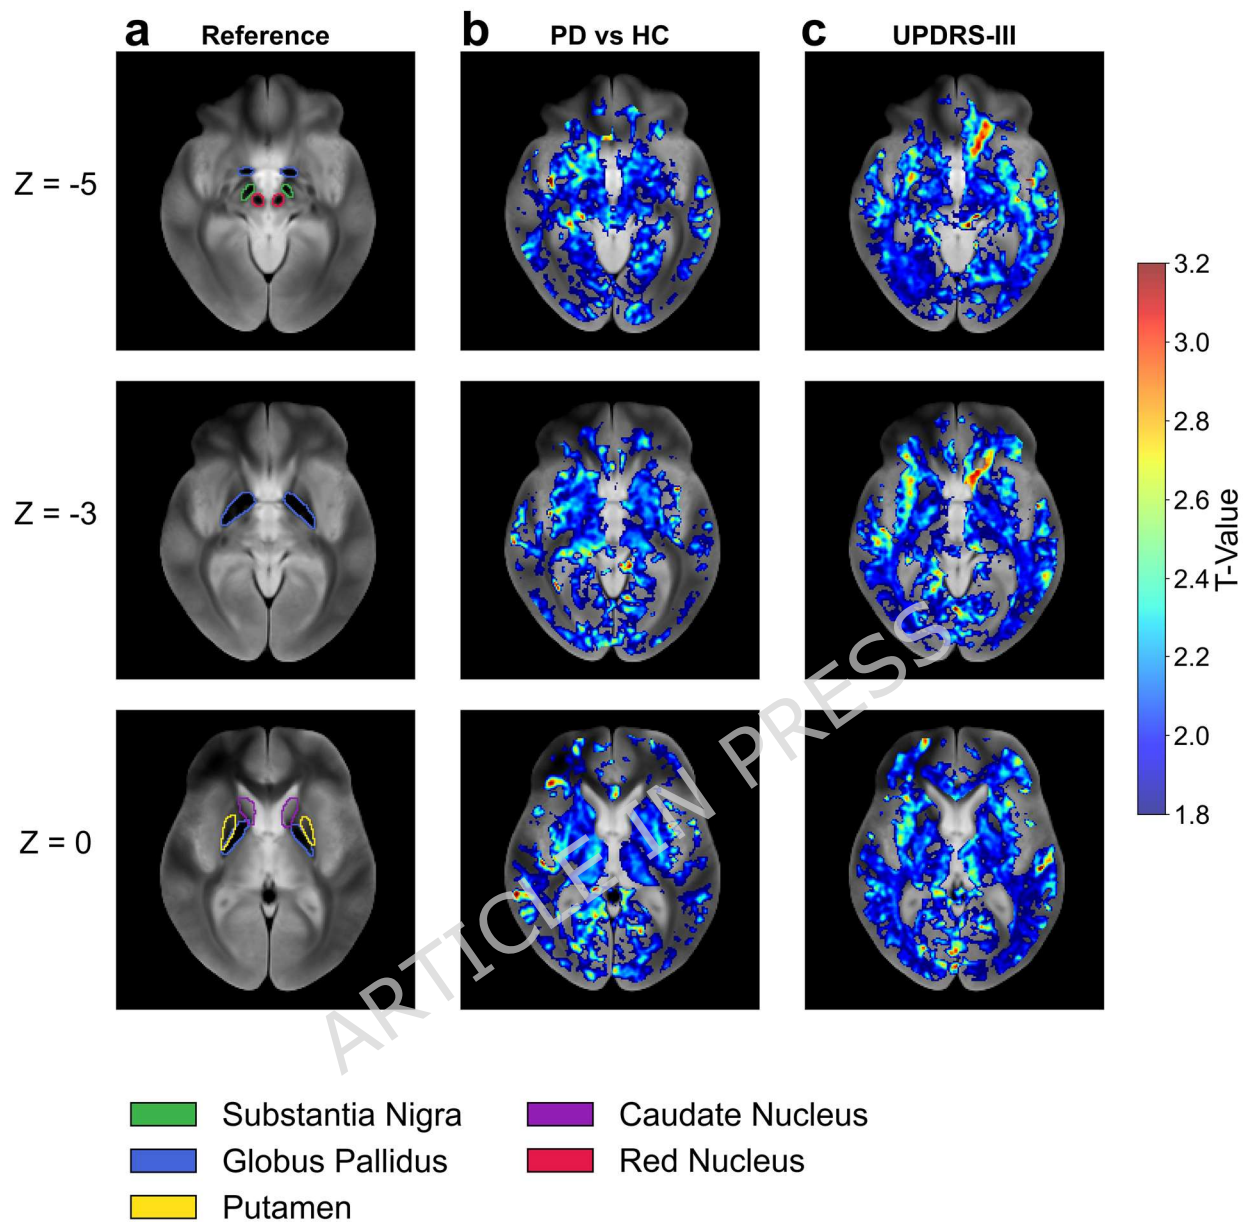 a
Reference
b
PD vs HC
c
UPDRS-III
Z = -5
Z = -3
Z = 0
3.2
3.0
2.8
2.6
2.4
2.2
2.0
1.8
T-Value
ARTICLE IN PRESS
Substantia Nigra
Globus Pallidus
Putamen
Caudate Nucleus
Red Nucleus